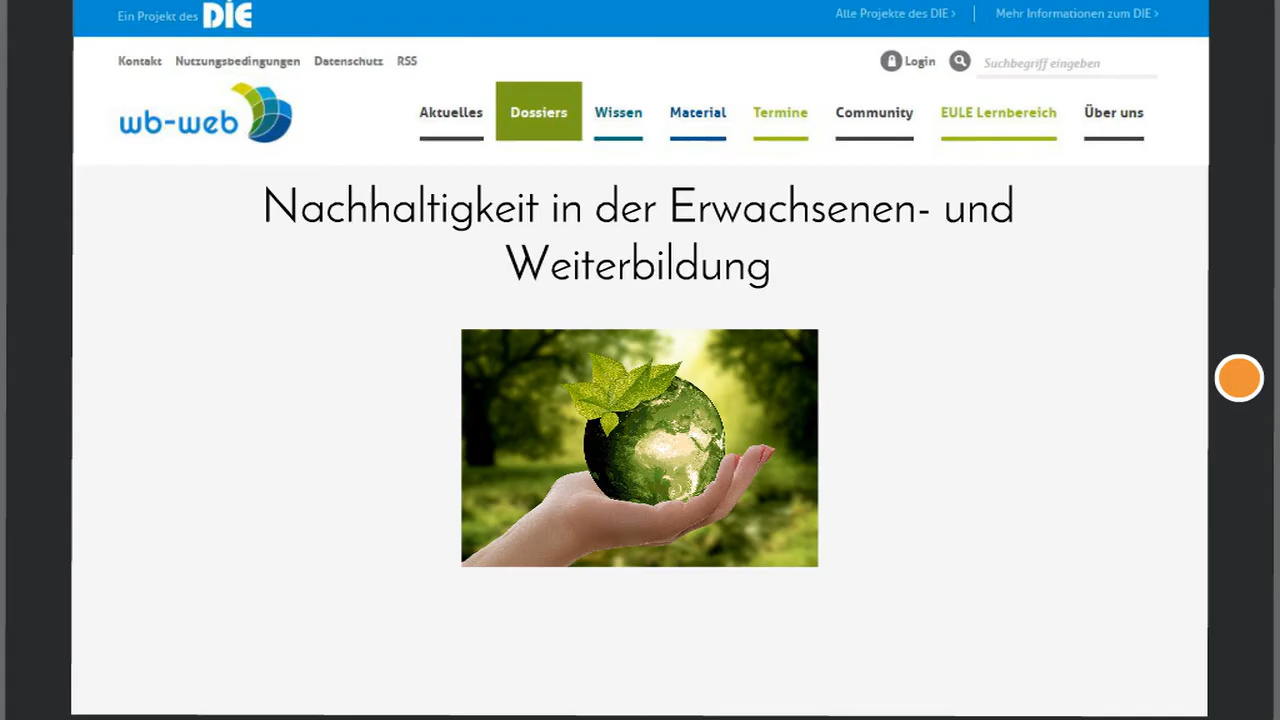 Ein Projekt des DIE
Alle Projekte des DIE >
Mehr Informationen zum DIE >
Kontakt Nutzungsbedingungen Datenschutz RSS
Login
Suchbegriff eingeben
wb-web
Aktuelles Dossiers Wissen Material Termine Community EULE Lernbereich Über uns
Nachhaltigkeit in der Erwachsenen- und
Weiterbildung